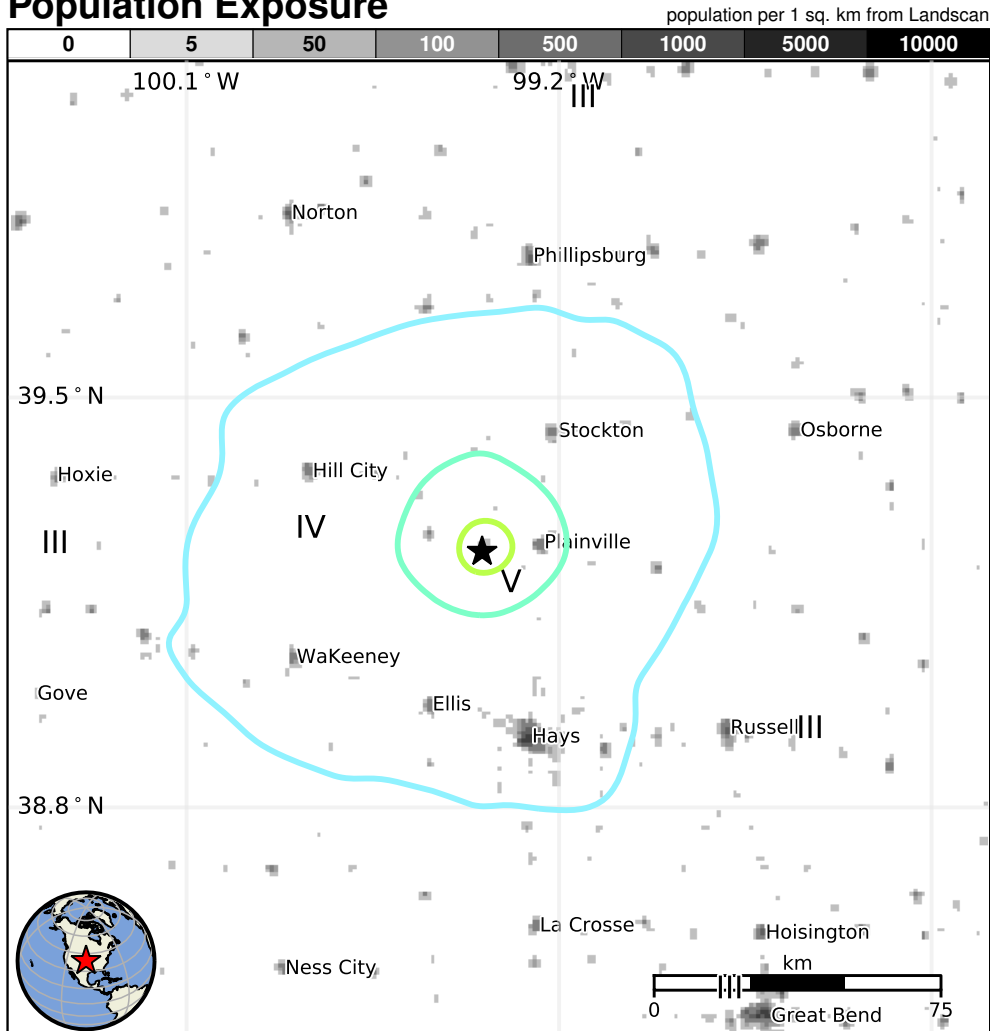 Population Exposure
population per 1 sq. km from Landscan
0 5 50 100 500 1000 5000 10000
100.1°W 99.2°W
III
Norton
Phillipsburg
39.5°N
Stockton
Osborne
Hoxie
Hill City
IV
III
Plainville
V
WaKeeney
Gove
Ellis
Russell
III
Hays
38.8°N
La Crosse
Hoisington
km
Ness City
0 75
Great Bend